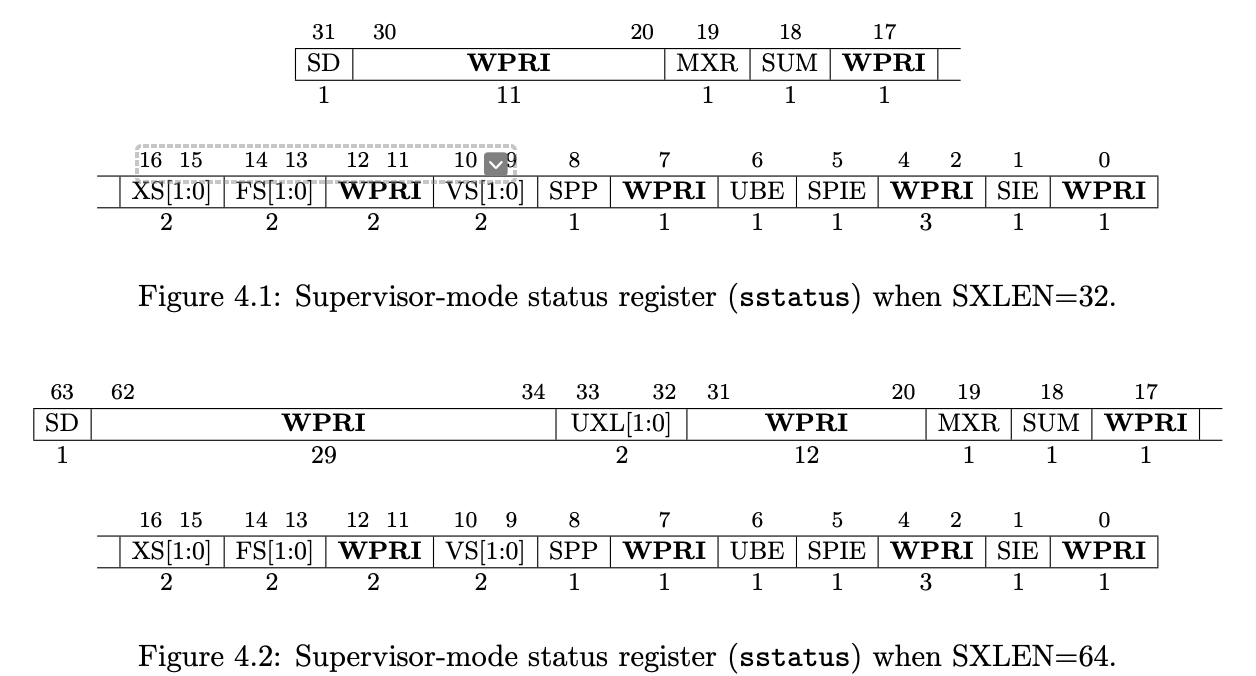 31 30 20 19 18 17
SD WPRI MXR SUM WPRI
1 11 1 1 1
16 15 14 13 12 11 10 9 8 7 6 5 4 2 1 0
XS[1:0] FS[1:0] WPRI VS[1:0] SPP WPRI UBE SPIE WPRI SIE WPRI
2 2 2 2 1 1 1 1 3 1 1
Figure 4.1: Supervisor-mode status register (sstatus) when SXLEN=32.
63 62 34 33 32 31 20 19 18 17
SD WPRI UXL[1:0] WPRI MXR SUM WPRI
1 29 2 12 1 1 1
16 15 14 13 12 11 10 9 8 7 6 5 4 2 1 0
XS[1:0] FS[1:0] WPRI VS[1:0] SPP WPRI UBE SPIE WPRI SIE WPRI
2 2 2 2 1 1 1 1 3 1 1
Figure 4.2: Supervisor-mode status register (sstatus) when SXLEN=64.